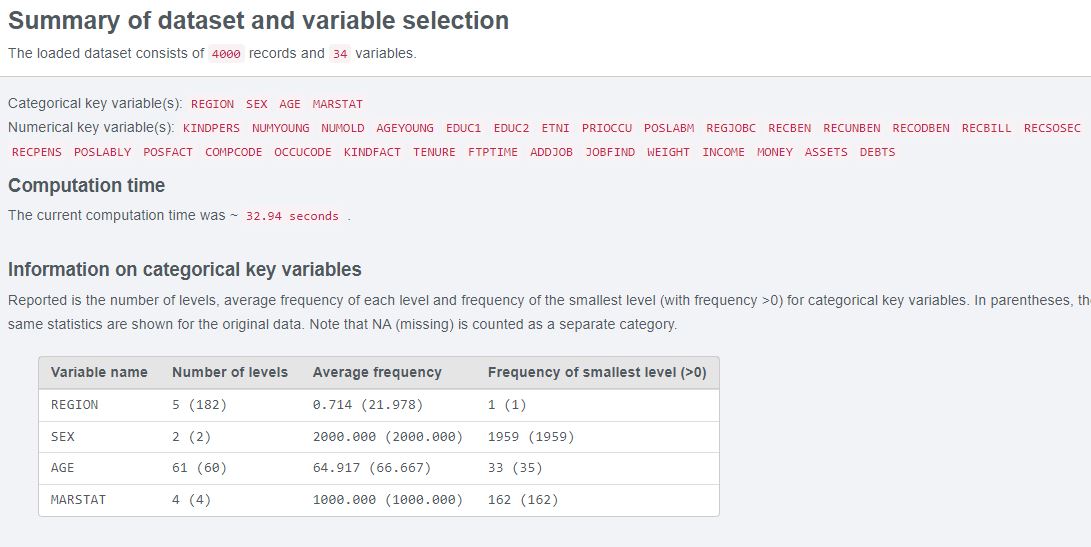 Summary of dataset and variable selection
The loaded dataset consists of 4000 records and 34 variables.
Categorical key variable(s): REGION SEX AGE MARSTAT
Numerical key variable(s): KINDPERS NUMYOUNG NUMOLD AGEYOUNG EDUC1 EDUC2 ETNI PRIOCCU POSLABM REGJOBC RECBEN RECUNBEN RECODBEN RECBILL RECSOSEC
RECPENS POSLABLY POSFACT COMPCODE OCCUCODE KINDFACT TENURE FTPTIME ADDJOB JOBFIND WEIGHT INCOME MONEY ASSETS DEBTS
Computation time
The current computation time was ~ 32.94 seconds .
Information on categorical key variables
Reported is the number of levels, average frequency of each level and frequency of the smallest level (with frequency >0) for categorical key variables. In parentheses, th
same statistics are shown for the original data. Note that NA (missing) is counted as a separate category.
Variable name Number of levels Average frequency Frequency of smallest level (>0)
REGION 5 (182) 0.714 (21.978) 1 (1)
SEX 2 (2) 2000.000 (2000.000) 1959 (1959)
AGE 61 (60) 64.917 (66.667) 33 (35)
MARSTAT 4 (4) 1000.000 (1000.000) 162 (162)